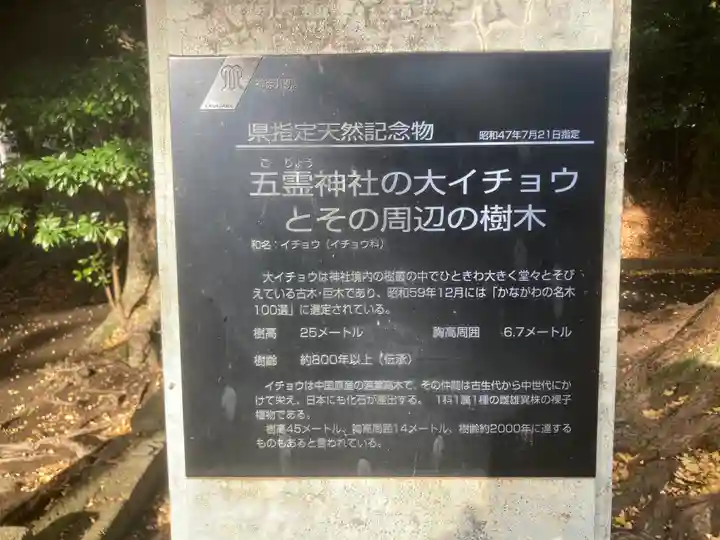 神奈川県
県指定天然記念物 昭和47年7月21日指定
ご りょう
五霊神社の大イチョウ
とその周辺の樹木
和名：イチョウ（イチョウ科）
大イチョウは神社境内の樹叢の中でひときわ大きく堂々とそび
えている古木・巨木であり、昭和59年12月には「かながわの名木
100選」に選定されている。
樹高 25メートル 胸高周囲 6.7メートル
樹齢 約800年以上（伝承）
イチョウは中国原産の落葉高木で、その仲間は古生代から中世代にか
けて栄え、日本にも化石が産出する。 1科1属1種の雌雄異株の裸子
植物である。
樹高45メートル、胸高周囲14メートル、樹齢約2000年に達する
ものもあると言われている。